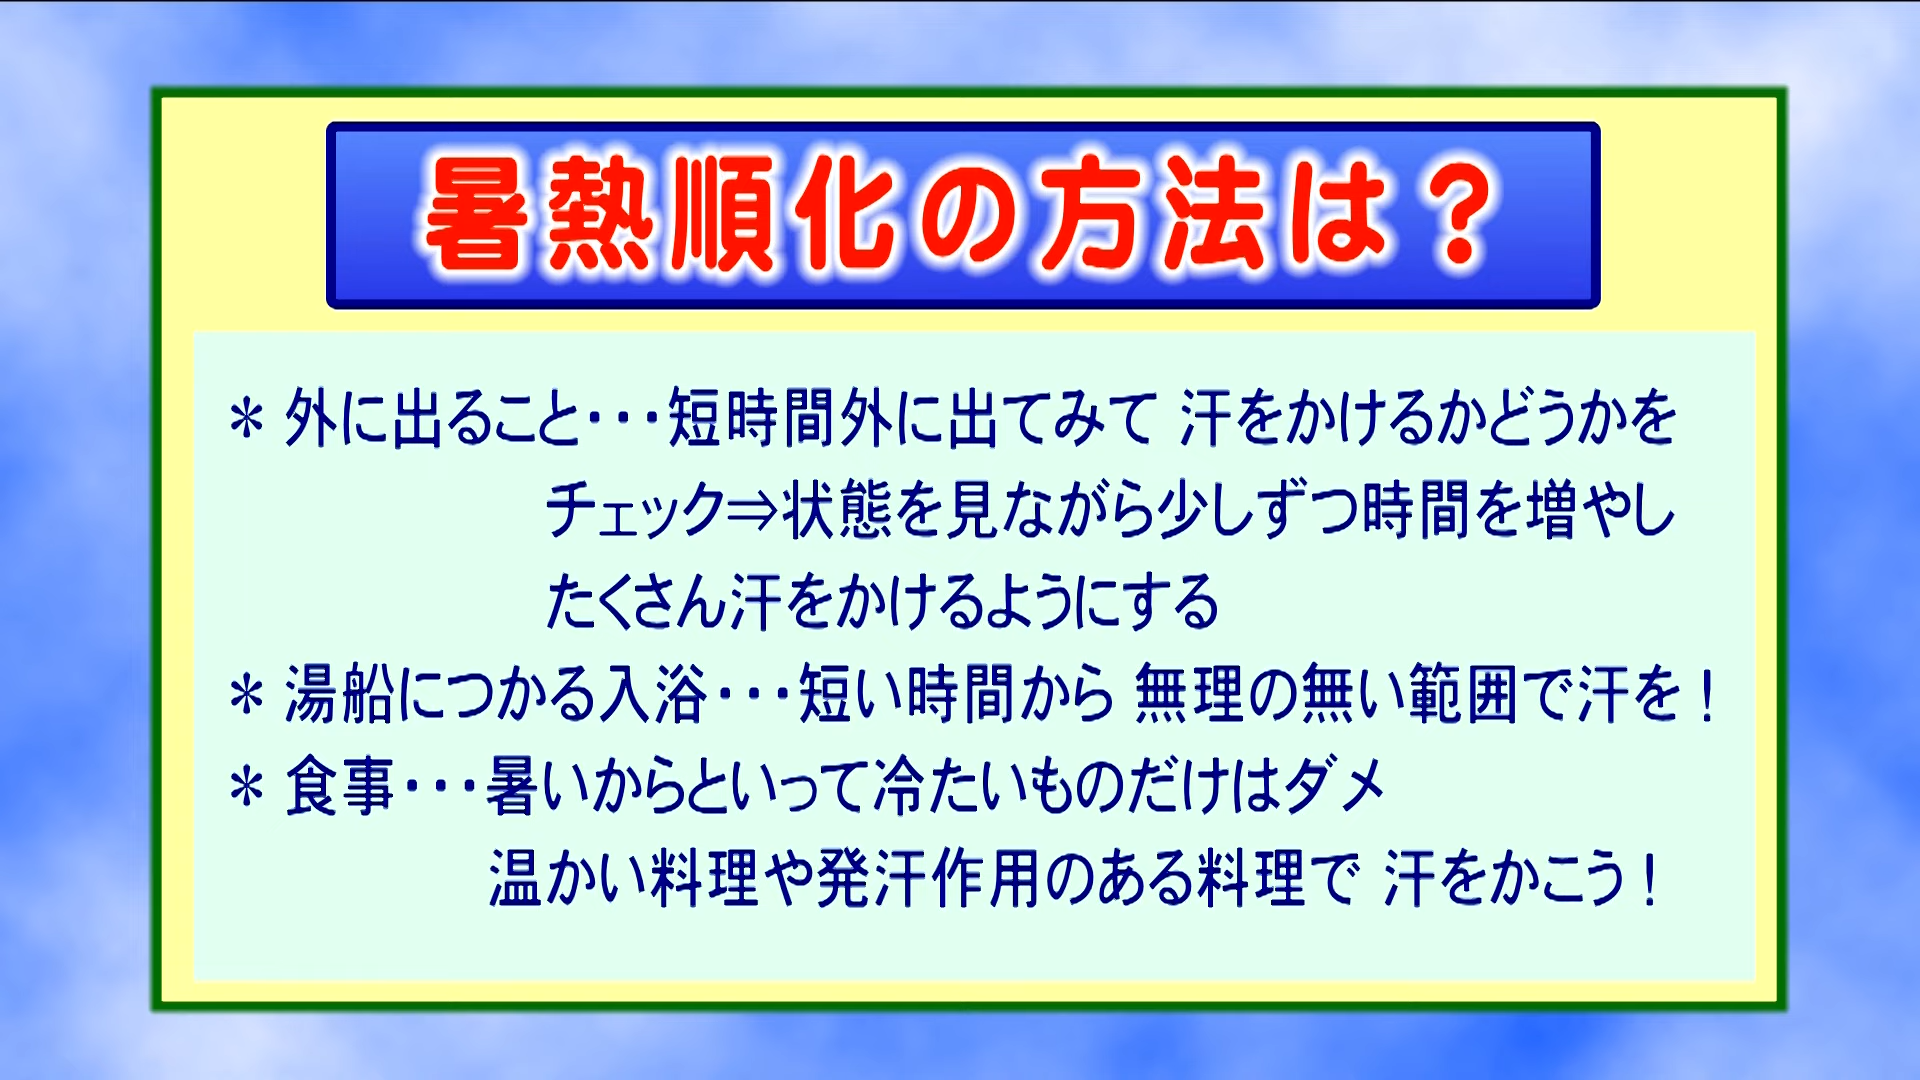 暑熱順化の方法は？
＊ 外に出ること･･･短時間外に出てみて 汗をかけるかどうかを
チェック⇒状態を見ながら少しずつ時間を増やし
たくさん汗をかけるようにする
＊ 湯船につかる入浴･･･短い時間から 無理の無い範囲で汗を！
＊ 食事･･･暑いからといって冷たいものだけはダメ
温かい料理や発汗作用のある料理で 汗をかこう！